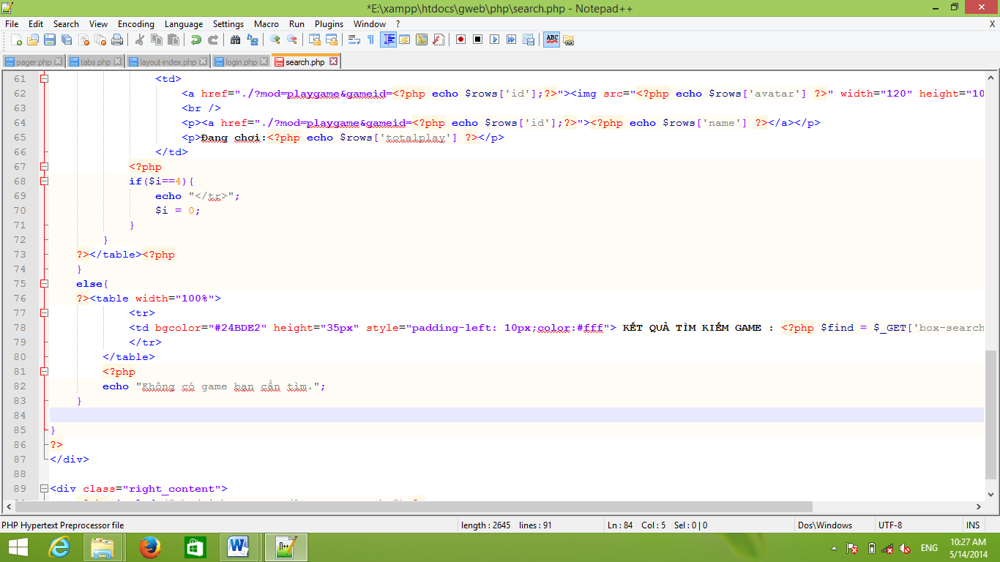 *E:\xampp\htdocs\gweb\php\search.php - Notepad++
File Edit Search View Encoding Language Settings Macro Run Plugins Window ? X
pager.php tabs.php layout-index.php login.php search.php
61 <td>
62 <a href="./?mod=playgame&gameid=<?php echo $rows['id'];?>"><img src="<?php echo $rows['avatar'] ?>" width="120" height="10
63 <br />
64 <p><a href="./?mod=playgame&gameid=<?php echo $rows['id'];?>"><?php echo $rows['name'] ?></a></p>
65 <p>Đang chơi:<?php echo $rows['totalplay'] ?></p>
66 </td>
67 <?php
68 if($i==4){
69 echo "</tr>";
70 $i = 0;
71 }
72 }
73 ?></table><?php
74 }
75 else{
76 ?><table width="100%">
77 <tr>
78 <td bgcolor="#24BDE2" height="35px" style="padding-left: 10px;color:#fff"> KẾT QUẢ TÌM KIẾM GAME : <?php $find = $_GET['box-search
79 </tr>
80 </table>
81 <?php
82 echo "Không có game bạn cần tìm.";
83 }
84
85 }
86 ?>
87 </div>
88
89 <div class="right_content">
PHP Hypertext Preprocessor file length : 2645 lines : 91 Ln : 84 Col : 5 Sel : 0 | 0 Dos\Windows UTF-8 INS
ENG 10:27 AM
5/14/2014